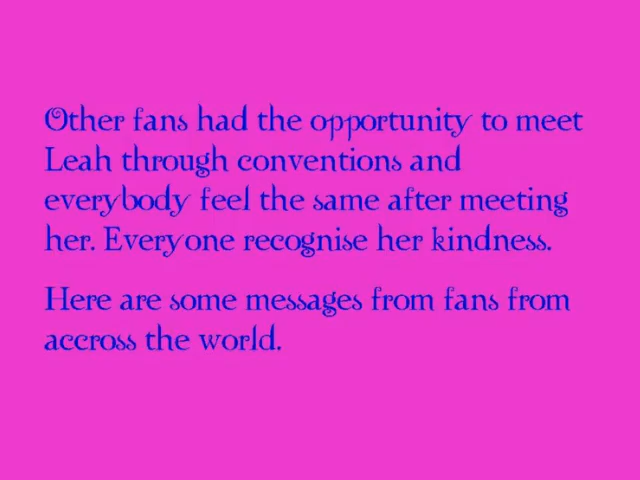 Other fans had the opportunity to meet
Leah through conventions and
everybody feel the same after meeting
her. Everyone recognise her kindness.
Here are some messages from fans from
accross the world.